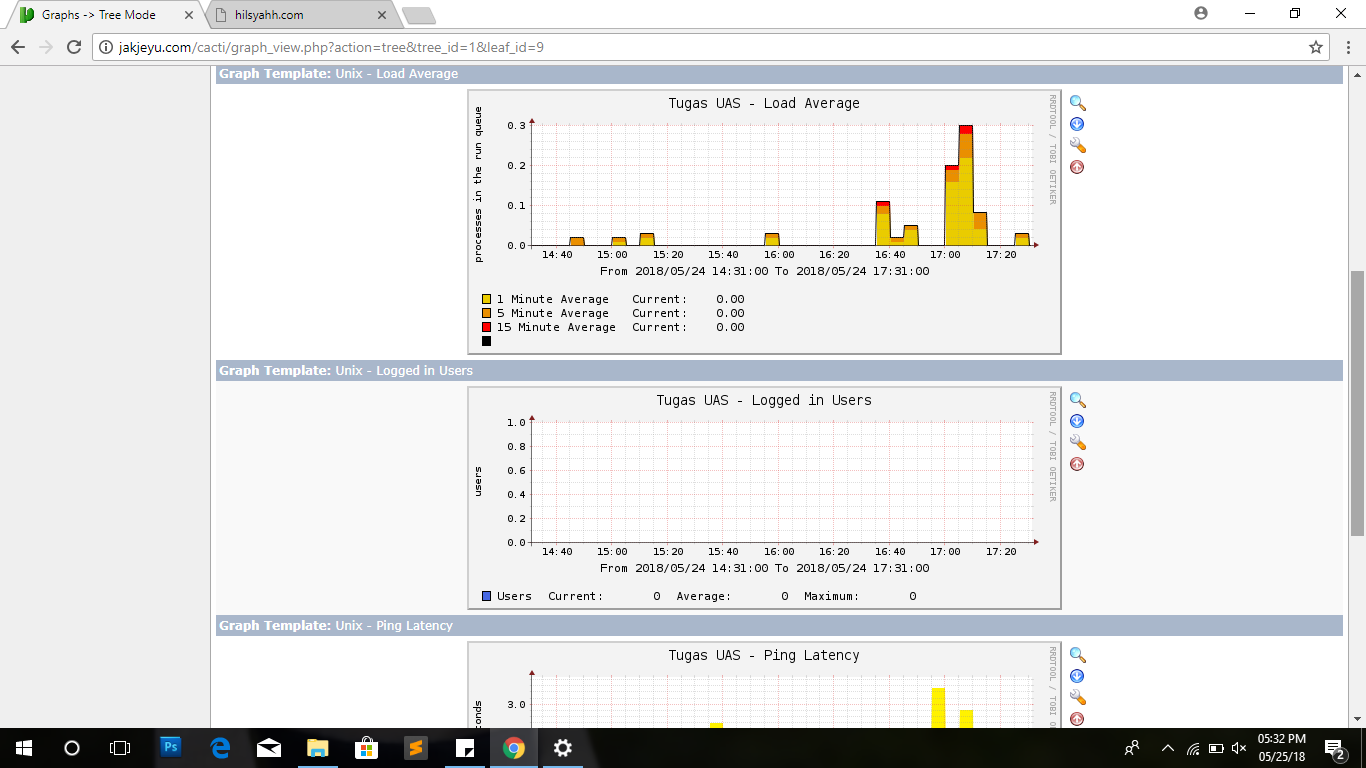 Graphs -> Tree Mode
hilsyahh.com
jakjeyu.com/cacti/graph_view.php?action=tree&tree_id=1&leaf_id=9
Graph Template: Unix - Load Average
Tugas UAS - Load Average
RRDTOOL / TOBI OETIKER
processes in the run queue
0.3
0.2
0.1
0.0
14:40 15:00 15:20 15:40 16:00 16:20 16:40 17:00 17:20
From 2018/05/24 14:31:00 To 2018/05/24 17:31:00
1 Minute Average Current: 0.00
5 Minute Average Current: 0.00
15 Minute Average Current: 0.00
Graph Template: Unix - Logged in Users
Tugas UAS - Logged in Users
RRDTOOL / TOBI OETIKER
users
1.0
0.8
0.6
0.4
0.2
0.0
14:40 15:00 15:20 15:40 16:00 16:20 16:40 17:00 17:20
From 2018/05/24 14:31:00 To 2018/05/24 17:31:00
Users Current: 0 Average: 0 Maximum: 0
Graph Template: Unix - Ping Latency
Tugas UAS - Ping Latency
RRDTOOL / TOBI OE
conds
3.0
Ps
05:32 PM
05/25/18
2